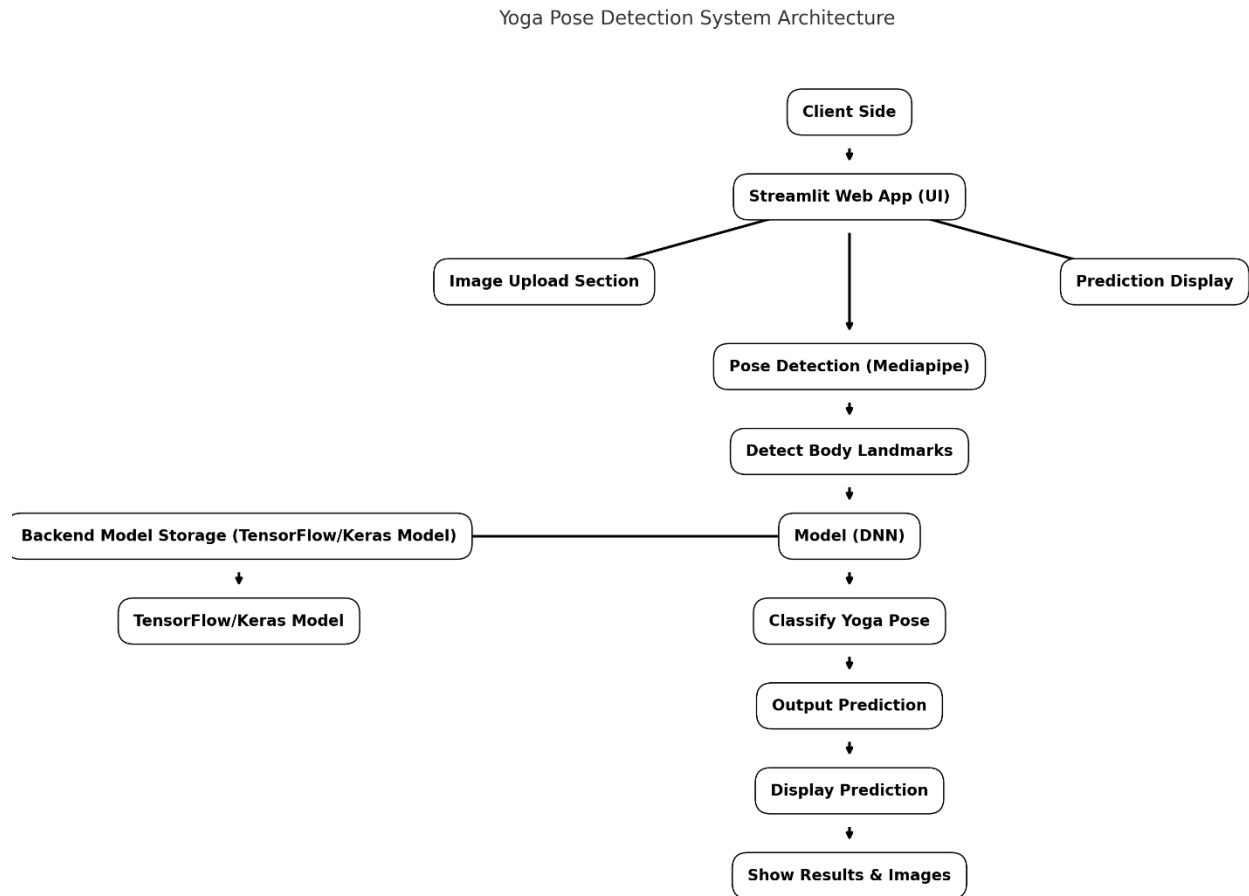 Yoga Pose Detection System Architecture
Client Side
Streamlit Web App (UI)
Image Upload Section
Prediction Display
Pose Detection (Mediapipe)
Detect Body Landmarks
Backend Model Storage (TensorFlow/Keras Model)
Model (DNN)
TensorFlow/Keras Model
Classify Yoga Pose
Output Prediction
Display Prediction
Show Results & Images